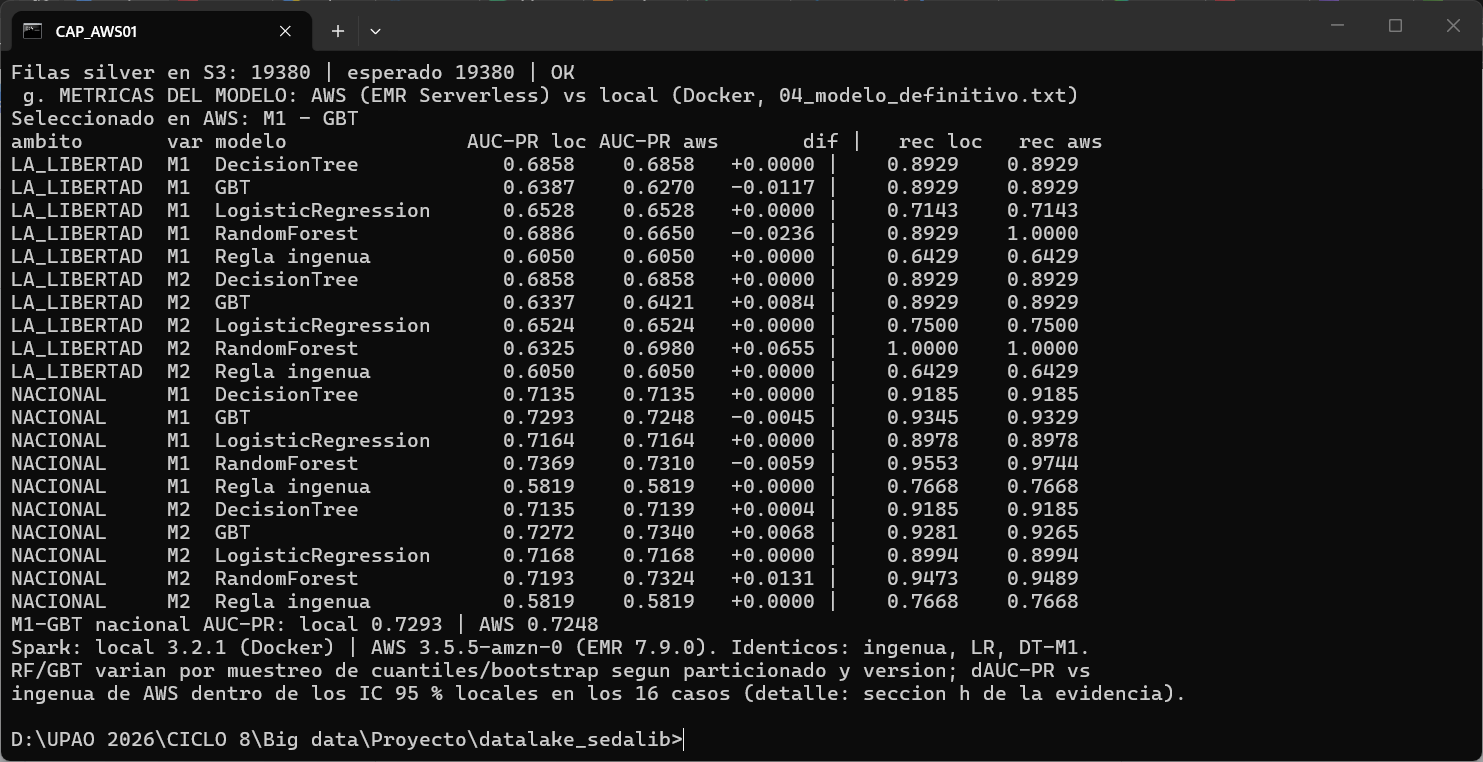 CAP_AWS01
Filas silver en S3: 19380 | esperado 19380 | OK
g. METRICAS DEL MODELO: AWS (EMR Serverless) vs local (Docker, 04_modelo_definitivo.txt)
Seleccionado en AWS: M1 - GBT
ambito var modelo AUC-PR loc AUC-PR aws dif | rec loc rec aws
LA_LIBERTAD M1 DecisionTree 0.6858 0.6858 +0.0000 | 0.8929 0.8929
LA_LIBERTAD M1 GBT 0.6387 0.6270 -0.0117 | 0.8929 0.8929
LA_LIBERTAD M1 LogisticRegression 0.6528 0.6528 +0.0000 | 0.7143 0.7143
LA_LIBERTAD M1 RandomForest 0.6886 0.6650 -0.0236 | 0.8929 1.0000
LA_LIBERTAD M1 Regla ingenua 0.6050 0.6050 +0.0000 | 0.6429 0.6429
LA_LIBERTAD M2 DecisionTree 0.6858 0.6858 +0.0000 | 0.8929 0.8929
LA_LIBERTAD M2 GBT 0.6337 0.6421 +0.0084 | 0.8929 0.8929
LA_LIBERTAD M2 LogisticRegression 0.6524 0.6524 +0.0000 | 0.7500 0.7500
LA_LIBERTAD M2 RandomForest 0.6325 0.6980 +0.0655 | 1.0000 1.0000
LA_LIBERTAD M2 Regla ingenua 0.6050 0.6050 +0.0000 | 0.6429 0.6429
NACIONAL M1 DecisionTree 0.7135 0.7135 +0.0000 | 0.9185 0.9185
NACIONAL M1 GBT 0.7293 0.7248 -0.0045 | 0.9345 0.9329
NACIONAL M1 LogisticRegression 0.7164 0.7164 +0.0000 | 0.8978 0.8978
NACIONAL M1 RandomForest 0.7369 0.7310 -0.0059 | 0.9553 0.9744
NACIONAL M1 Regla ingenua 0.5819 0.5819 +0.0000 | 0.7668 0.7668
NACIONAL M2 DecisionTree 0.7135 0.7139 +0.0004 | 0.9185 0.9185
NACIONAL M2 GBT 0.7272 0.7340 +0.0068 | 0.9281 0.9265
NACIONAL M2 LogisticRegression 0.7168 0.7168 +0.0000 | 0.8994 0.8994
NACIONAL M2 RandomForest 0.7193 0.7324 +0.0131 | 0.9473 0.9489
NACIONAL M2 Regla ingenua 0.5819 0.5819 +0.0000 | 0.7668 0.7668
M1-GBT nacional AUC-PR: local 0.7293 | AWS 0.7248
Spark: local 3.2.1 (Docker) | AWS 3.5.5-amzn-0 (EMR 7.9.0). Identicos: ingenua, LR, DT-M1.
RF/GBT varian por muestreo de cuantiles/bootstrap segun particionado y version; dAUC-PR vs
ingenua de AWS dentro de los IC 95 % locales en los 16 casos (detalle: seccion h de la evidencia).
D:\UPAO 2026\CICLO 8\Big data\Proyecto\datalake_sedalib>